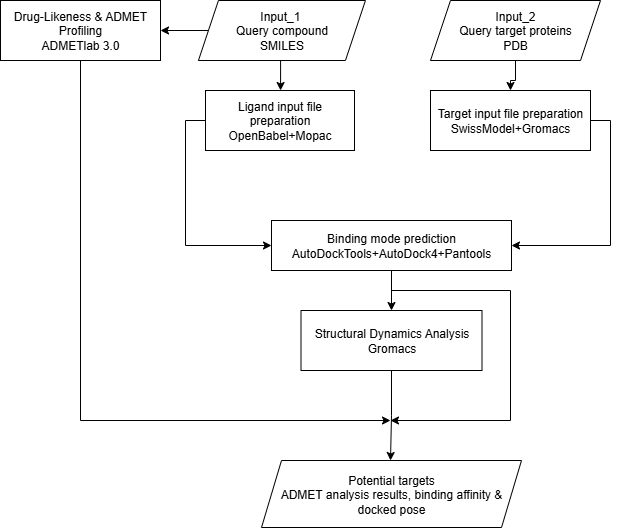 Drug-Likeness & ADMET
Profiling
ADMETlab 3.0
Input_1
Query compound
SMILES
Input_2
Query target proteins
PDB
Ligand input file
preparation
OpenBabel+Mopac
Target input file preparation
SwissModel+Gromacs
Binding mode prediction
AutoDockTools+AutoDock4+Pantools
Structural Dynamics Analysis
Gromacs
Potential targets
ADMET analysis results, binding affinity &
docked pose